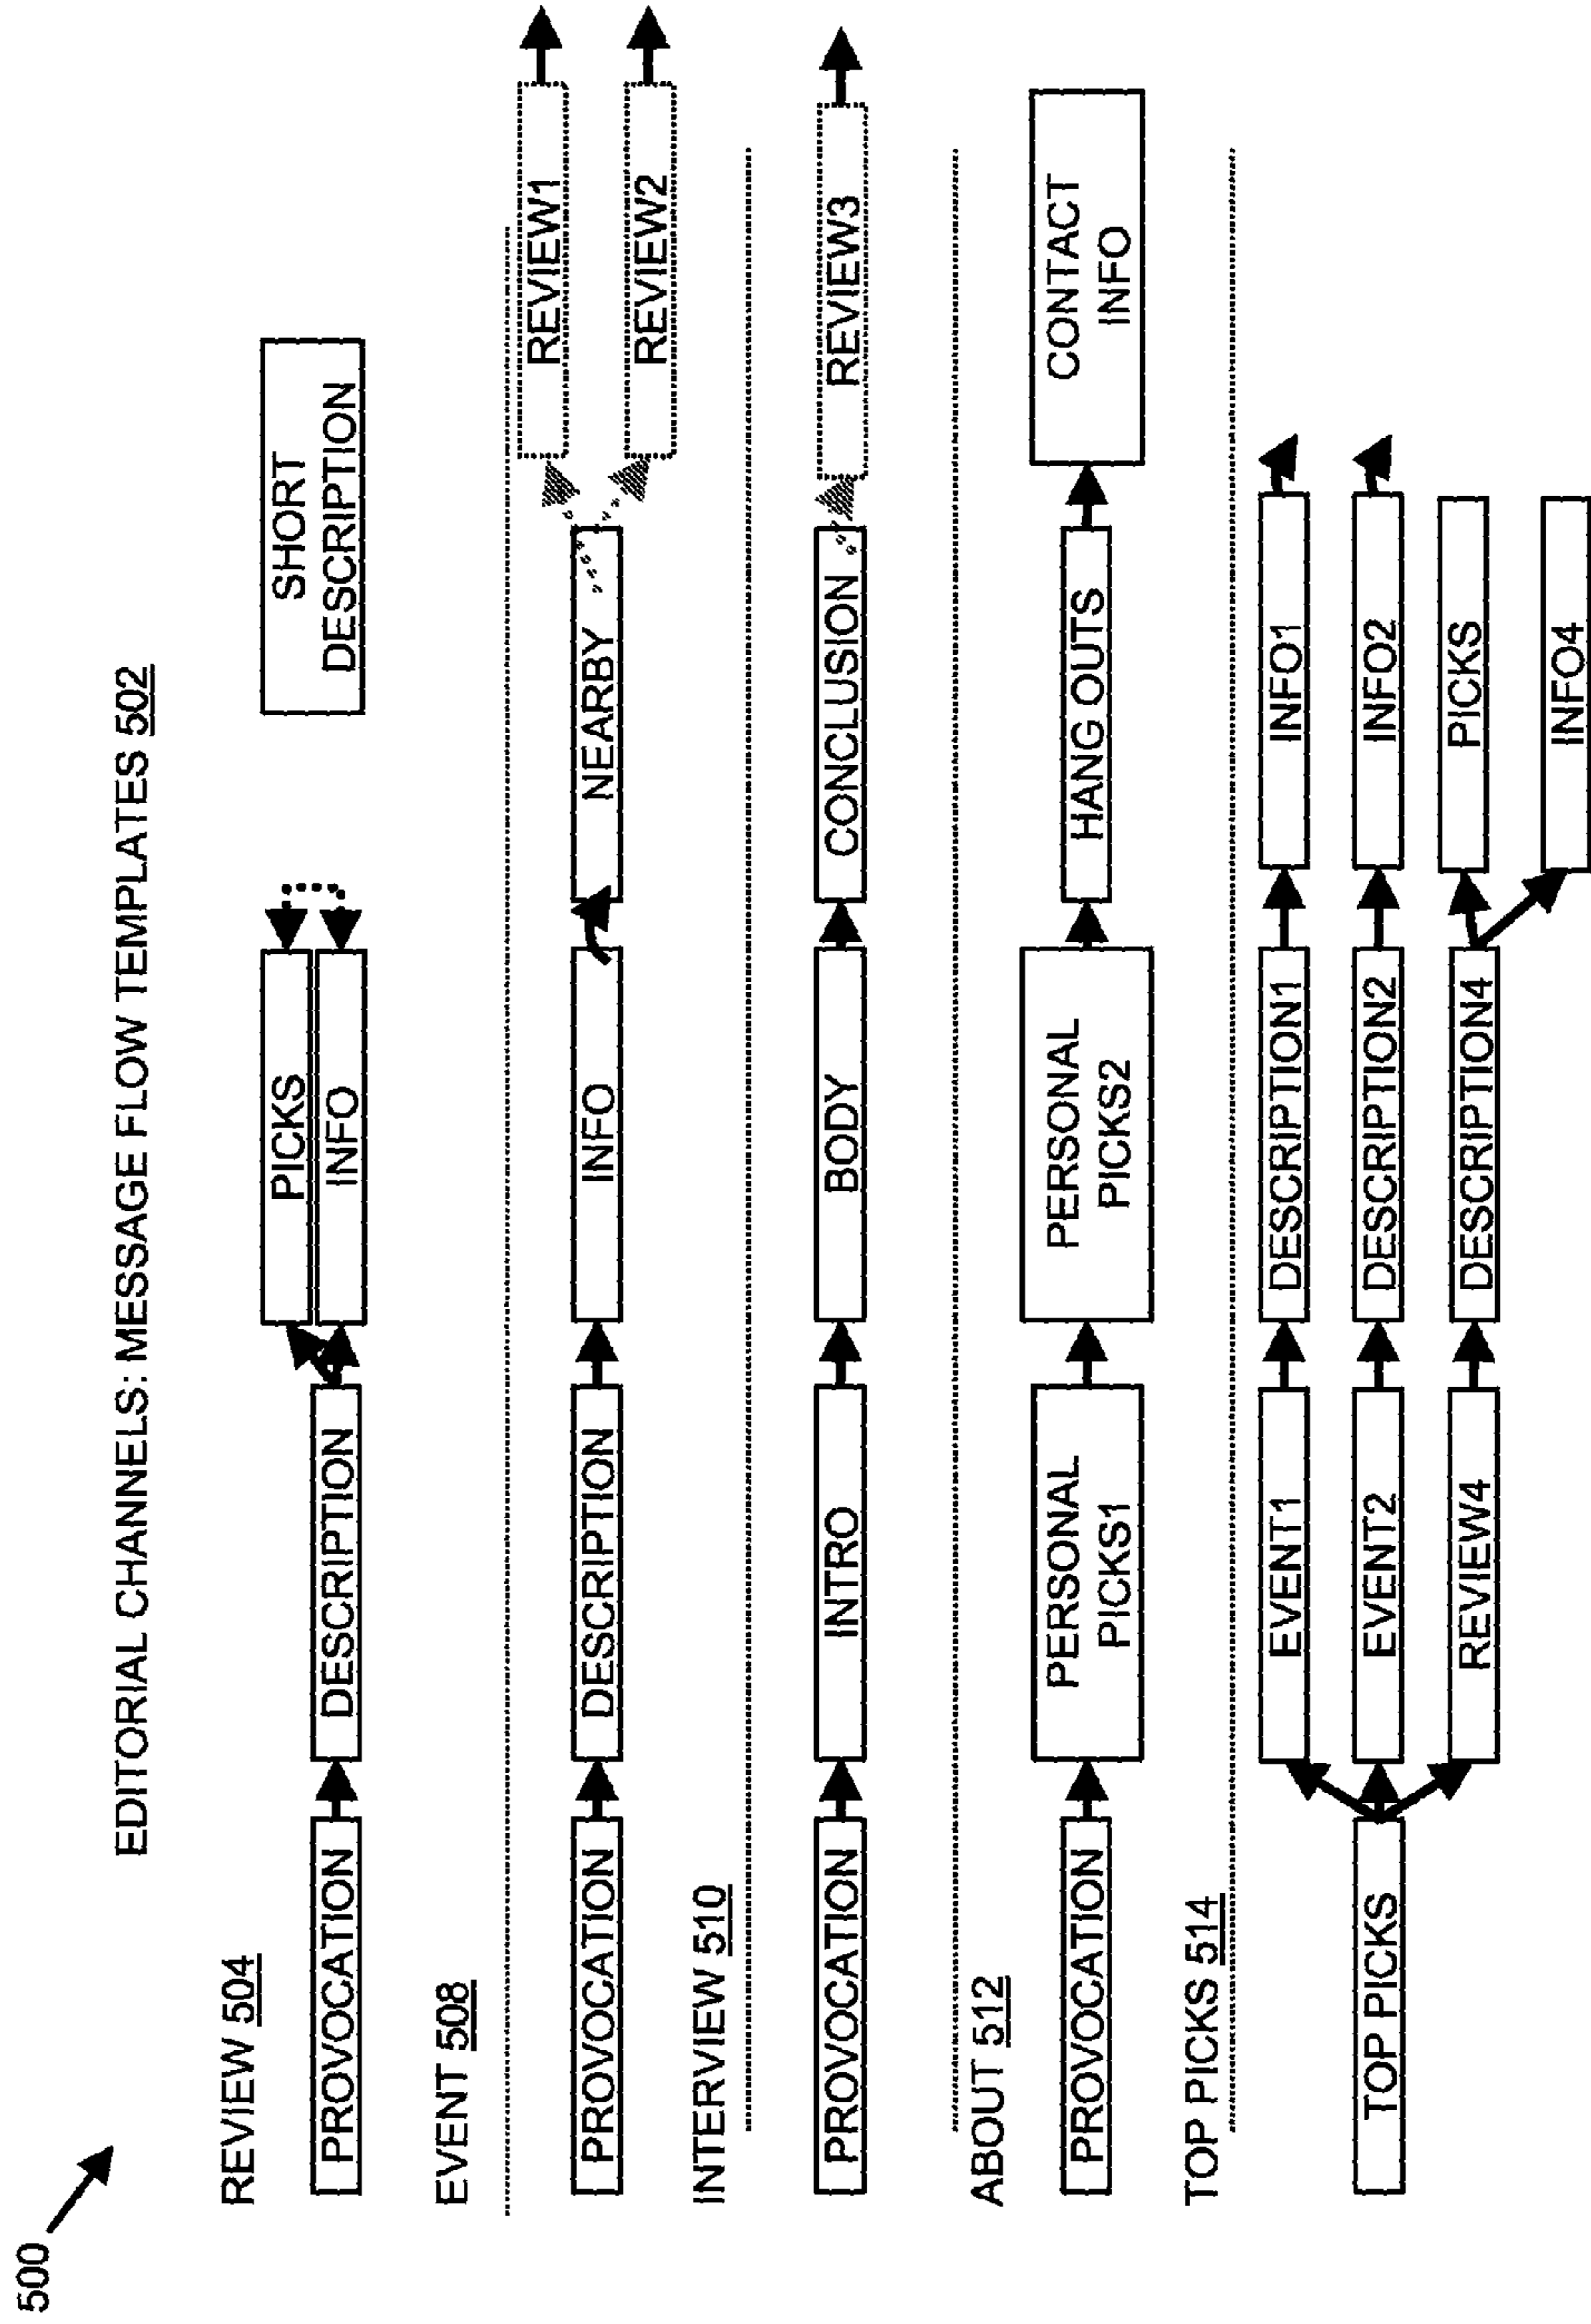 500
EDITORIAL CHANNELS: MESSAGE FLOW TEMPLATES 502
REVIEW 504
PROVOCATION
DESCRIPTION
PICKS
INFO
SHORT
DESCRIPTION
EVENT 508
PROVOCATION
DESCRIPTION
INFO
NEARBY
REVIEW1
REVIEW2
INTERVIEW 510
PROVOCATION
INTRO
BODY
CONCLUSION
REVIEW3
ABOUT 512
PROVOCATION
PERSONAL
PICKS1
PERSONAL
PICKS2
HANG OUTS
CONTACT
INFO
TOP PICKS 514
TOP PICKS
EVENT1
DESCRIPTION1
INFO1
EVENT2
DESCRIPTION2
INFO2
REVIEW4
DESCRIPTION4
PICKS
INFO4